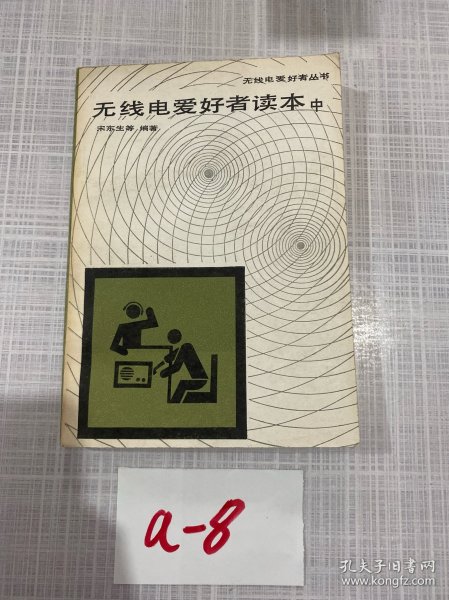 无线电爱好者丛书
无线电爱好者读本 中
宋东生等 编著
a-8
孔夫子旧书网
www.kongfz.com